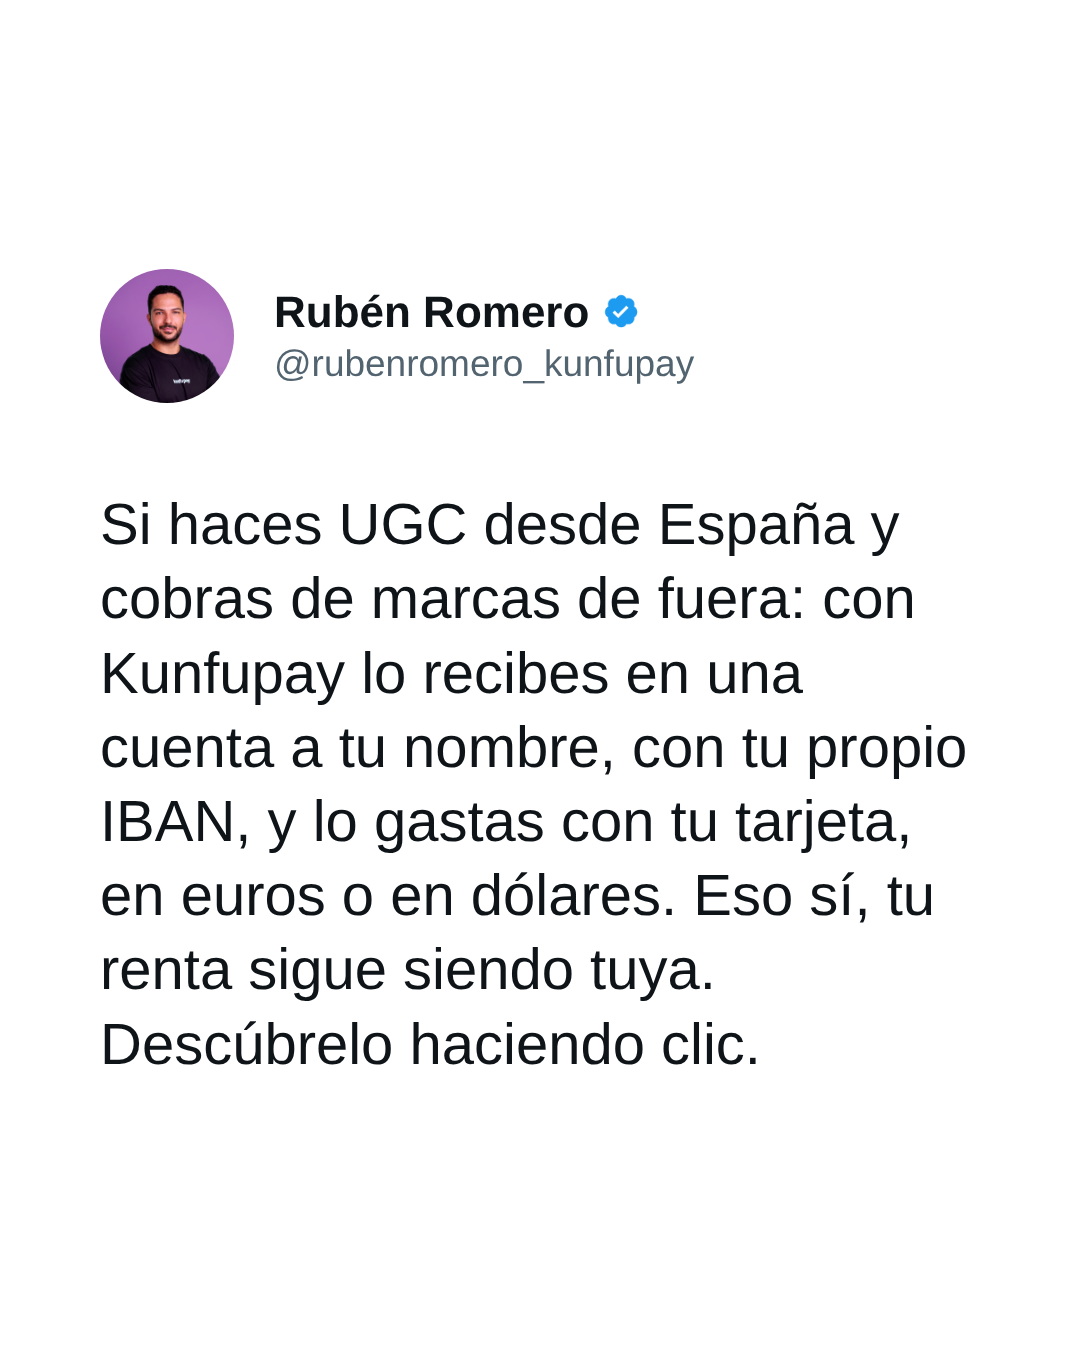 Rubén Romero
@rubenromero_kunfupay
Si haces UGC desde España y
cobras de marcas de fuera: con
Kunfupay lo recibes en una
cuenta a tu nombre, con tu propio
IBAN, y lo gastas con tu tarjeta,
en euros o en dólares. Eso sí, tu
renta sigue siendo tuya.
Descúbrelo haciendo clic.